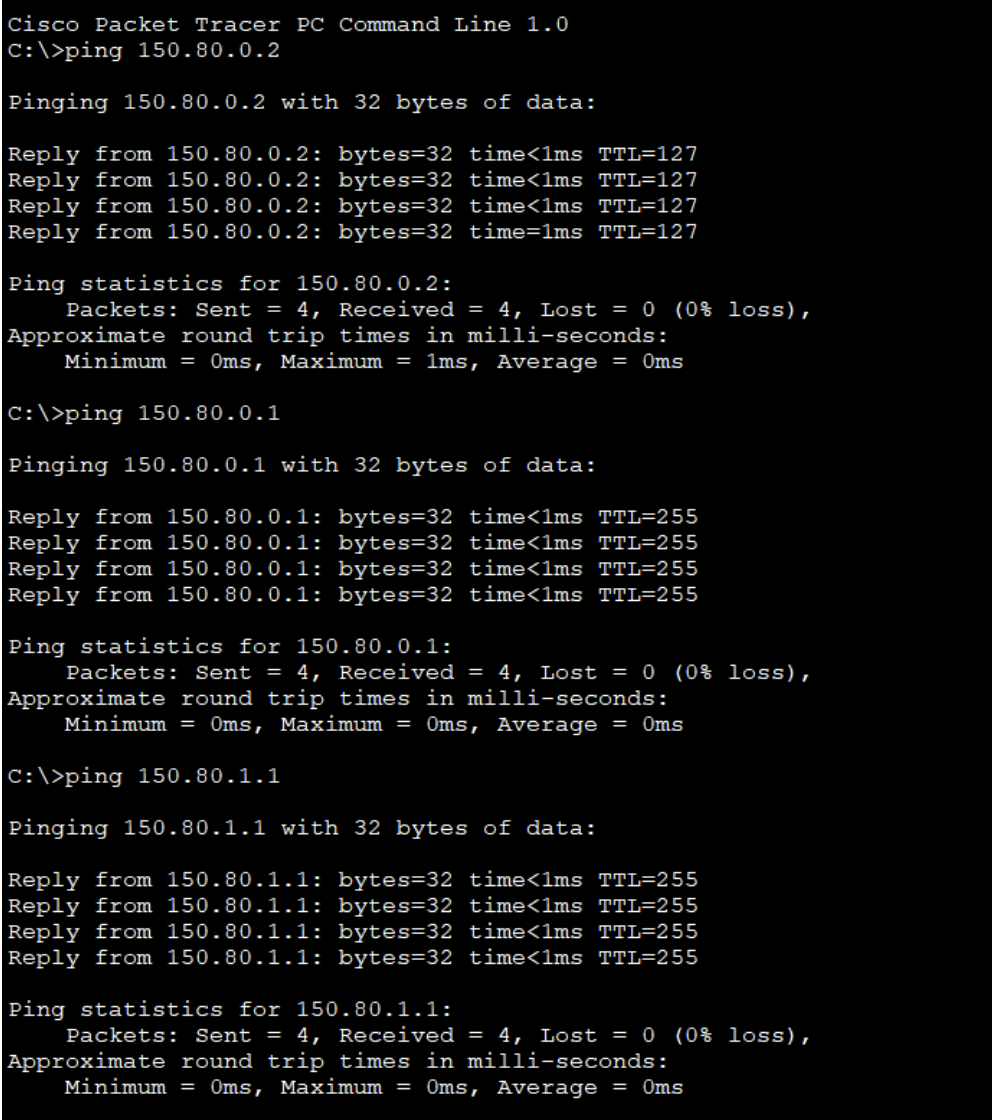 Cisco Packet Tracer PC Command Line 1.0
C:\>ping 150.80.0.2
Pinging 150.80.0.2 with 32 bytes of data:
Reply from 150.80.0.2: bytes=32 time<1ms TTL=127
Reply from 150.80.0.2: bytes=32 time<1ms TTL=127
Reply from 150.80.0.2: bytes=32 time<1ms TTL=127
Reply from 150.80.0.2: bytes=32 time=1ms TTL=127
Ping statistics for 150.80.0.2:
    Packets: Sent = 4, Received = 4, Lost = 0 (0% loss),
Approximate round trip times in milli-seconds:
    Minimum = 0ms, Maximum = 1ms, Average = 0ms
C:\>ping 150.80.0.1
Pinging 150.80.0.1 with 32 bytes of data:
Reply from 150.80.0.1: bytes=32 time<1ms TTL=255
Reply from 150.80.0.1: bytes=32 time<1ms TTL=255
Reply from 150.80.0.1: bytes=32 time<1ms TTL=255
Reply from 150.80.0.1: bytes=32 time<1ms TTL=255
Ping statistics for 150.80.0.1:
    Packets: Sent = 4, Received = 4, Lost = 0 (0% loss),
Approximate round trip times in milli-seconds:
    Minimum = 0ms, Maximum = 0ms, Average = 0ms
C:\>ping 150.80.1.1
Pinging 150.80.1.1 with 32 bytes of data:
Reply from 150.80.1.1: bytes=32 time<1ms TTL=255
Reply from 150.80.1.1: bytes=32 time<1ms TTL=255
Reply from 150.80.1.1: bytes=32 time<1ms TTL=255
Reply from 150.80.1.1: bytes=32 time<1ms TTL=255
Ping statistics for 150.80.1.1:
    Packets: Sent = 4, Received = 4, Lost = 0 (0% loss),
Approximate round trip times in milli-seconds:
    Minimum = 0ms, Maximum = 0ms, Average = 0ms